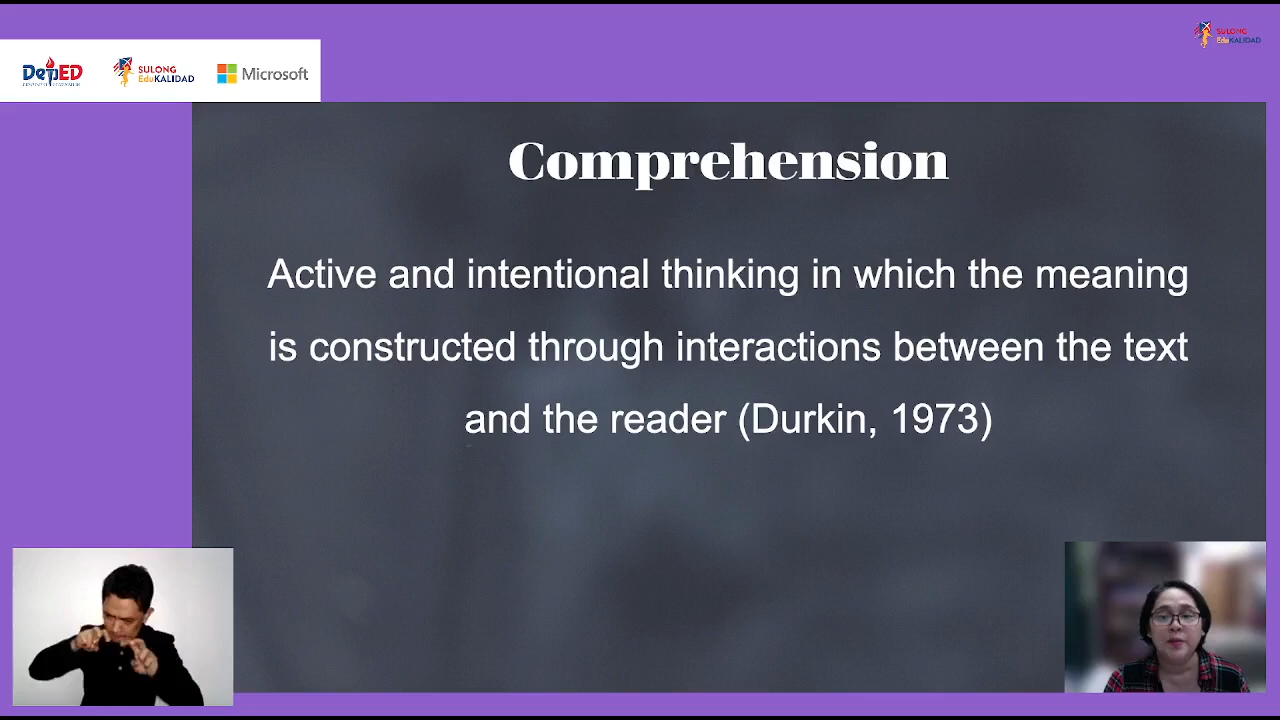 SULONG
EduKALIDAD
DepED
SULONG
EduKALIDAD
Microsoft
Comprehension
Active and intentional thinking in which the meaning
is constructed through interactions between the text
and the reader (Durkin, 1973)